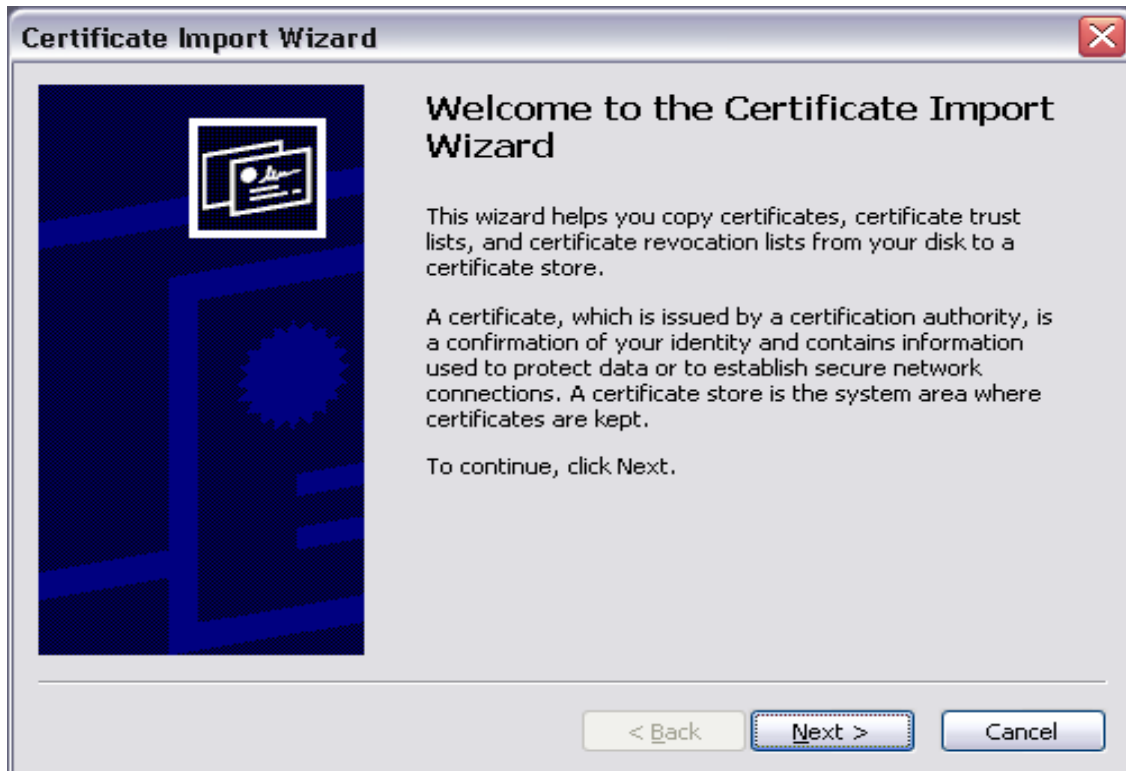 Certificate Import Wizard
Welcome to the Certificate Import
Wizard
This wizard helps you copy certificates, certificate trust
lists, and certificate revocation lists from your disk to a
certificate store.
A certificate, which is issued by a certification authority, is
a confirmation of your identity and contains information
used to protect data or to establish secure network
connections. A certificate store is the system area where
certificates are kept.
To continue, click Next.
< Back
Next >
Cancel